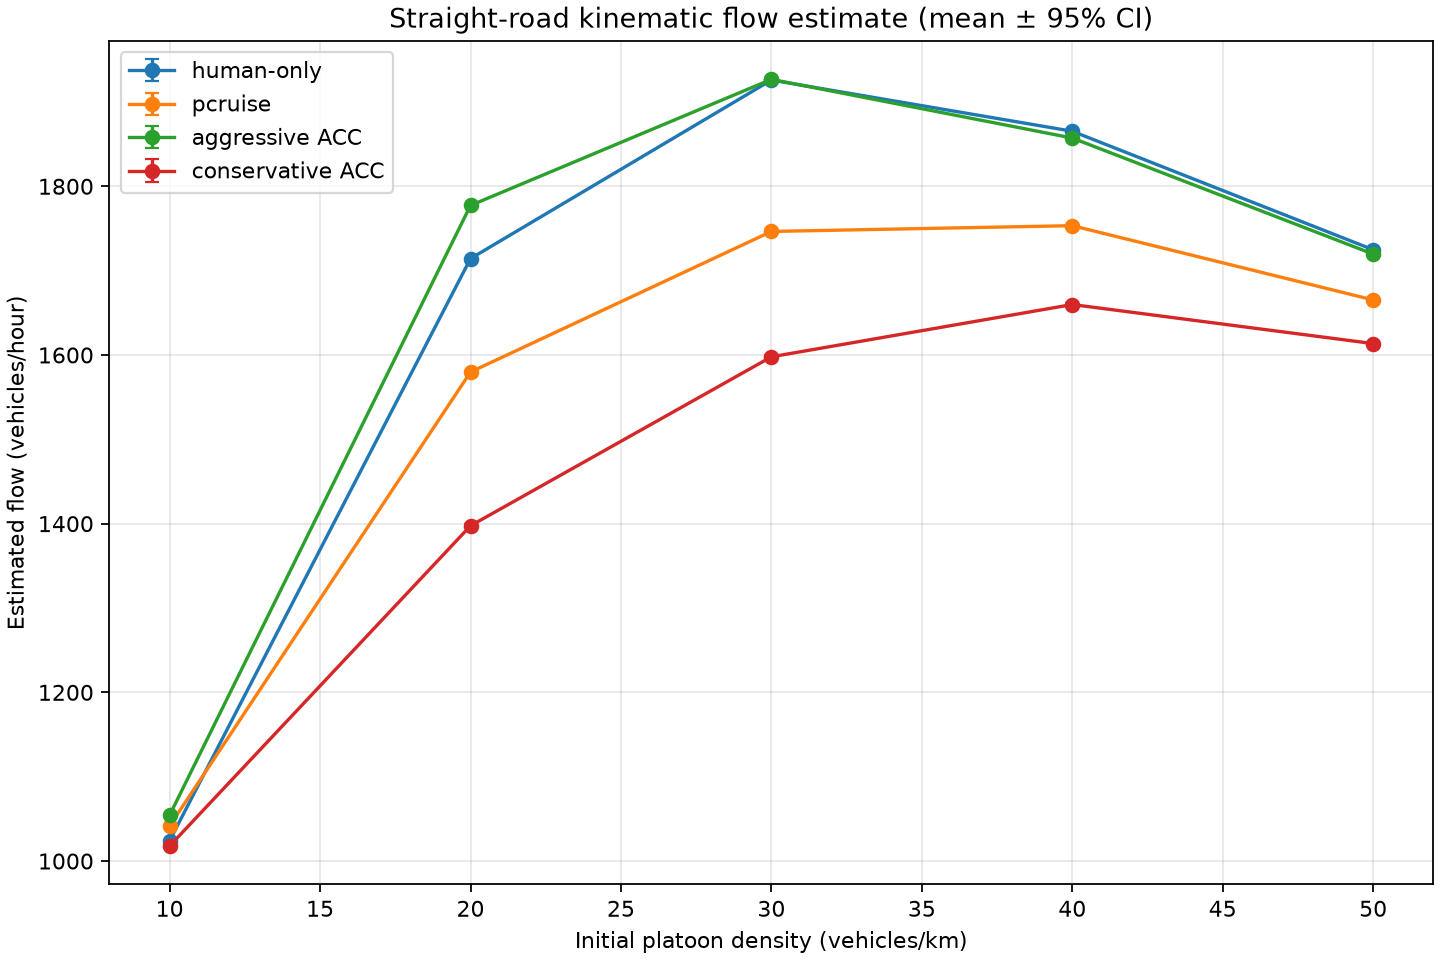 Straight-road kinematic flow estimate (mean ± 95% CI)
human-only
pcruise
aggressive ACC
conservative ACC
Estimated flow (vehicles/hour)
1800
1600
1400
1200
1000
10 15 20 25 30 35 40 45 50
Initial platoon density (vehicles/km)